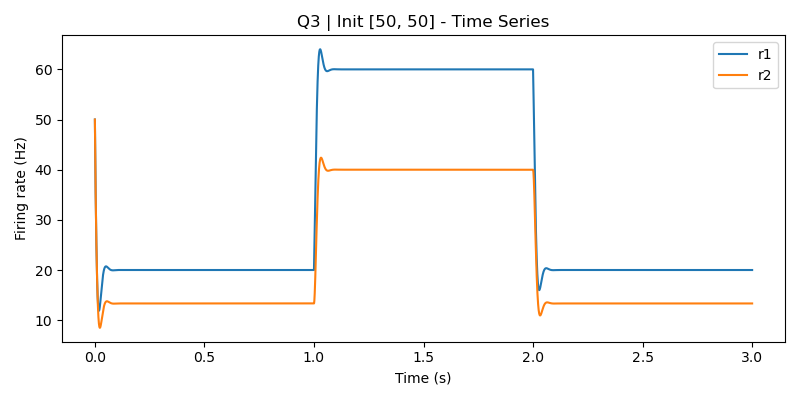 Q3 | Init [50, 50] - Time Series
Firing rate (Hz)
60
50
40
30
20
10
r1
r2
0.0 0.5 1.0 1.5 2.0 2.5 3.0
Time (s)